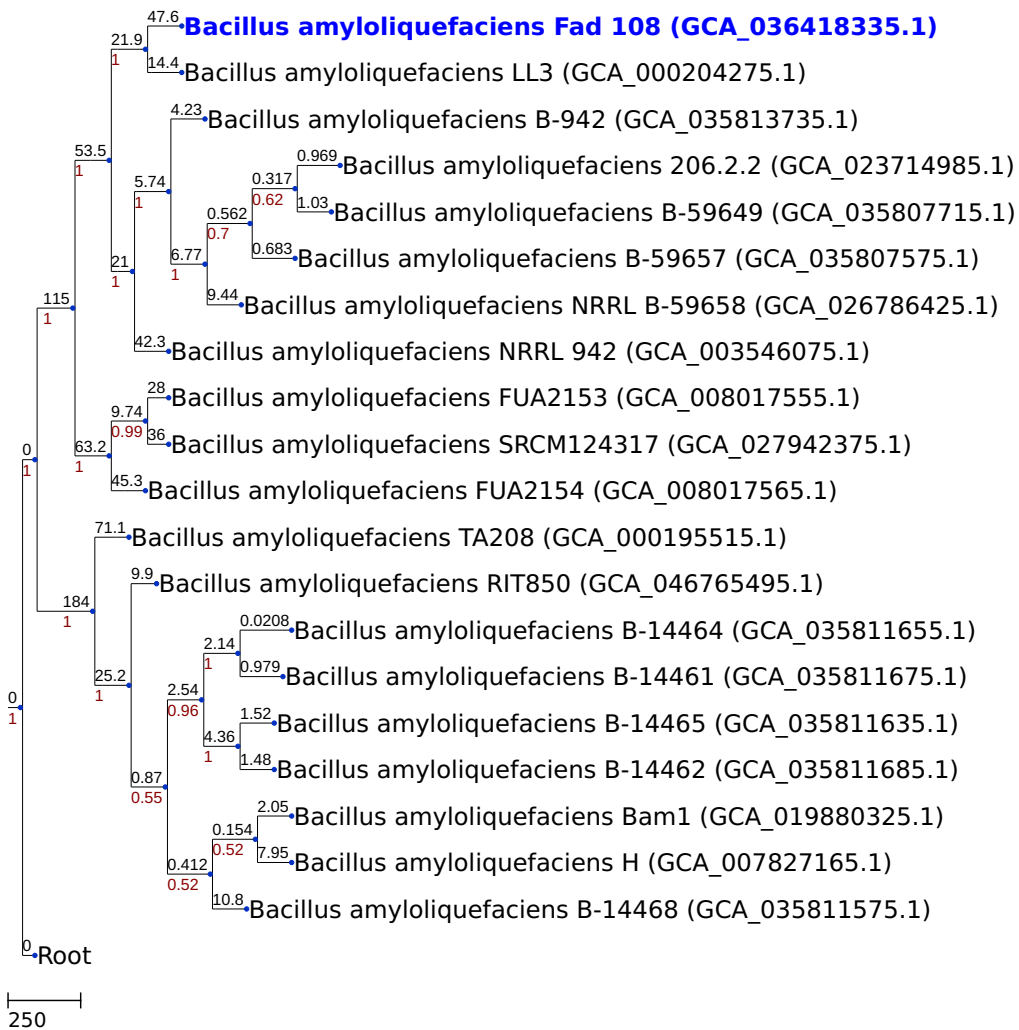 47.6
Bacillus amyloliquefaciens Fad 108 (GCA_036418335.1)
21.9
1
14.4
Bacillus amyloliquefaciens LL3 (GCA_000204275.1)
4.23
Bacillus amyloliquefaciens B-942 (GCA_035813735.1)
53.5
1
0.969
Bacillus amyloliquefaciens 206.2.2 (GCA_023714985.1)
5.74
1
0.317
0.62
1.03
Bacillus amyloliquefaciens B-59649 (GCA_035807715.1)
0.562
0.7
0.683
Bacillus amyloliquefaciens B-59657 (GCA_035807575.1)
21
1
6.77
1
9.44
Bacillus amyloliquefaciens NRRL B-59658 (GCA_026786425.1)
115
1
42.3
Bacillus amyloliquefaciens NRRL 942 (GCA_003546075.1)
28
Bacillus amyloliquefaciens FUA2153 (GCA_008017555.1)
9.74
0.99
36
Bacillus amyloliquefaciens SRCM124317 (GCA_027942375.1)
0
1
63.2
1
45.3
Bacillus amyloliquefaciens FUA2154 (GCA_008017565.1)
71.1
Bacillus amyloliquefaciens TA208 (GCA_000195515.1)
9.9
Bacillus amyloliquefaciens RIT850 (GCA_046765495.1)
184
1
0.0208
Bacillus amyloliquefaciens B-14464 (GCA_035811655.1)
2.14
1
0.979
Bacillus amyloliquefaciens B-14461 (GCA_035811675.1)
25.2
1
2.54
0.96
1.52
Bacillus amyloliquefaciens B-14465 (GCA_035811635.1)
0
1
4.36
1
1.48
Bacillus amyloliquefaciens B-14462 (GCA_035811685.1)
0.87
0.55
2.05
Bacillus amyloliquefaciens Bam1 (GCA_019880325.1)
0.154
0.52
7.95
Bacillus amyloliquefaciens H (GCA_007827165.1)
0.412
0.52
10.8
Bacillus amyloliquefaciens B-14468 (GCA_035811575.1)
0
Root
250